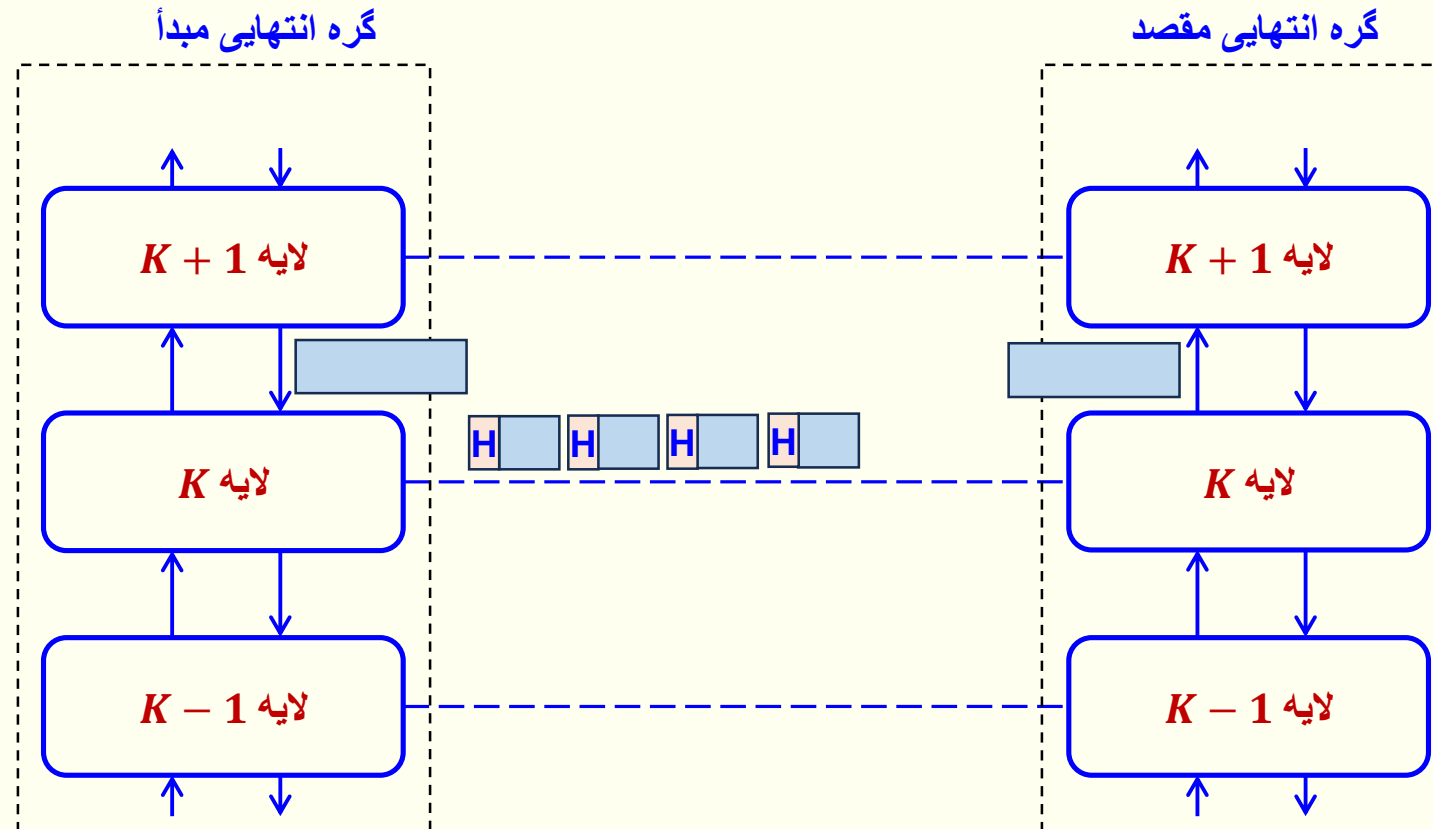 گره انتهایی مبدأ
گره انتهایی مقصد
لایه K + 1
لایه K + 1
H H H H
لایه K
لایه K
لایه K − 1
لایه K − 1